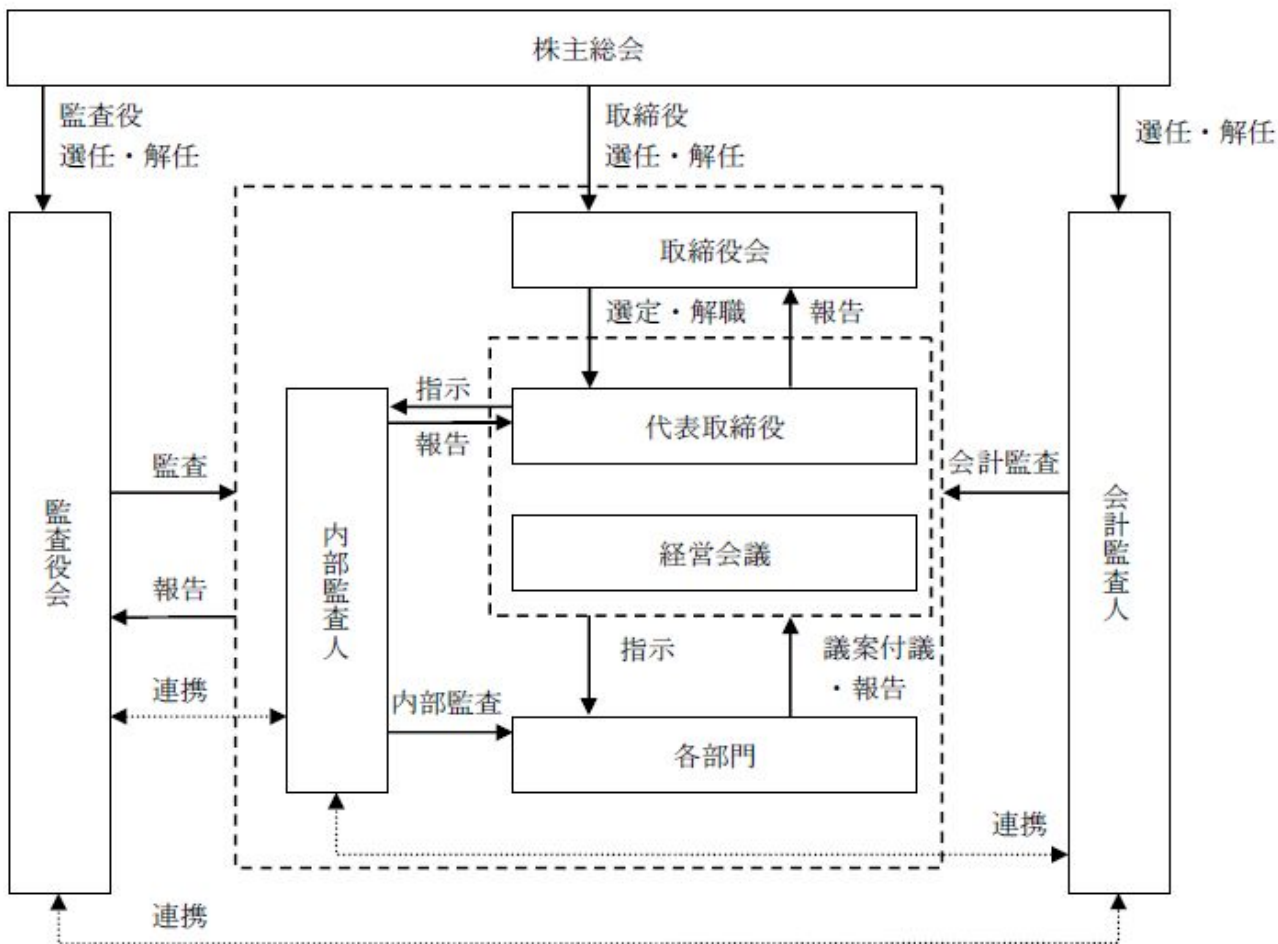 株主総会
監査役
選任・解任
取締役
選任・解任
選任・解任
取締役会
選定・解職
報告
指示
報告
代表取締役
監査
会計監査
監査役会
内部監査人
経営会議
会計監査人
報告
指示
議案付議
・報告
連携
内部監査
各部門
連携
連携